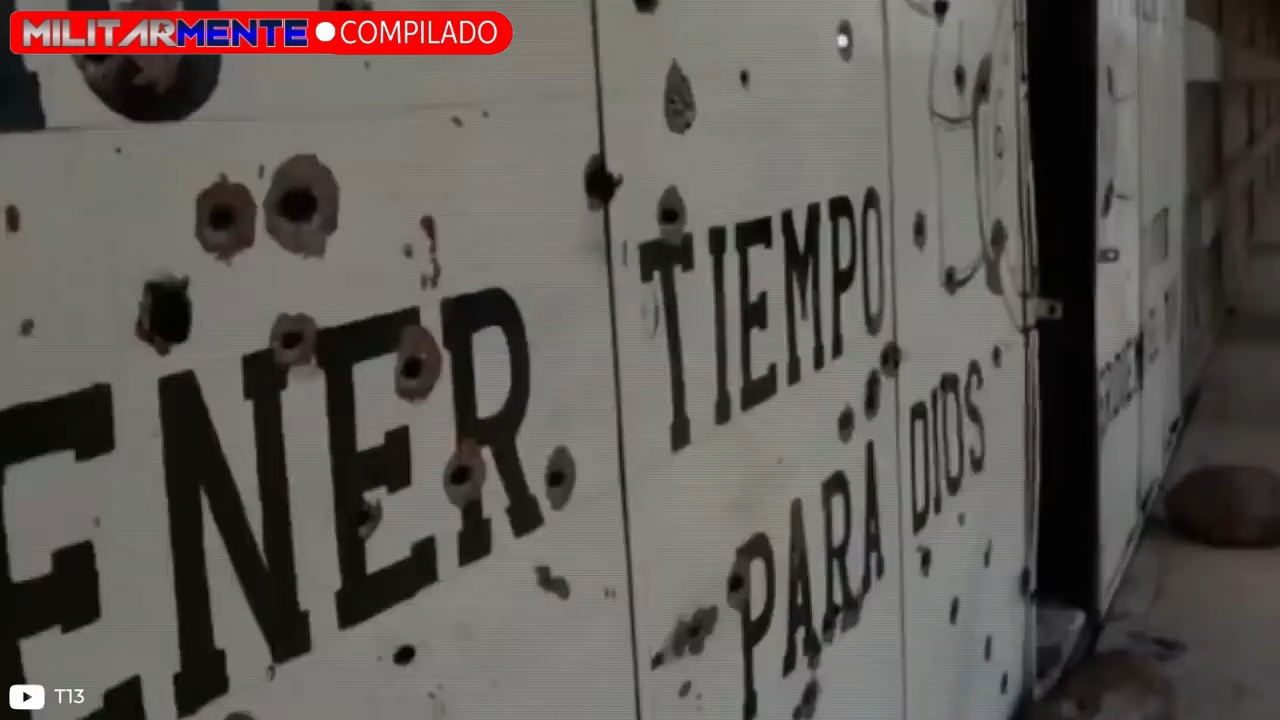 MILITARMENTE COMPILADO
ENER
TIEMPO
PARA
DIOS
T13